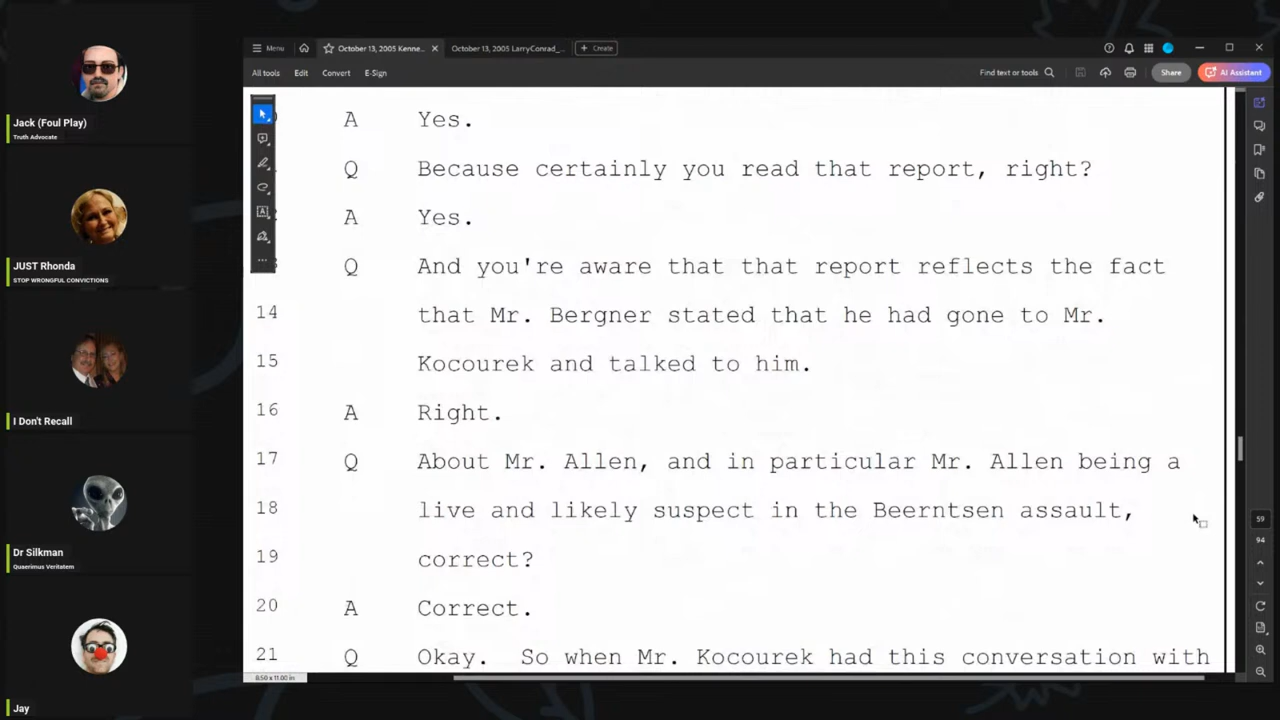 Jack (Foul Play)
Truth Advocate
JUST Rhonda
STOP WRONGFUL CONVICTIONS
I Don't Recall
Dr Silkman
Quaerimus Veritatem
Jay
Menu
October 13, 2005 Kenne...
October 13, 2005 LarryConrad_...
+ Create
All tools Edit Convert E-Sign
Find text or tools
Share
AI Assistant
A Yes.
Q Because certainly you read that report, right?
A Yes.
Q And you're aware that that report reflects the fact
14 that Mr. Bergner stated that he had gone to Mr.
15 Kocourek and talked to him.
16 A Right.
17 Q About Mr. Allen, and in particular Mr. Allen being a
18 live and likely suspect in the Beerntsen assault,
19 correct?
20 A Correct.
21 Q Okay. So when Mr. Kocourek had this conversation with
8.50 x 11.00 in
59
94